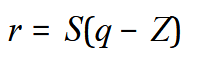 r = S(q − Z)